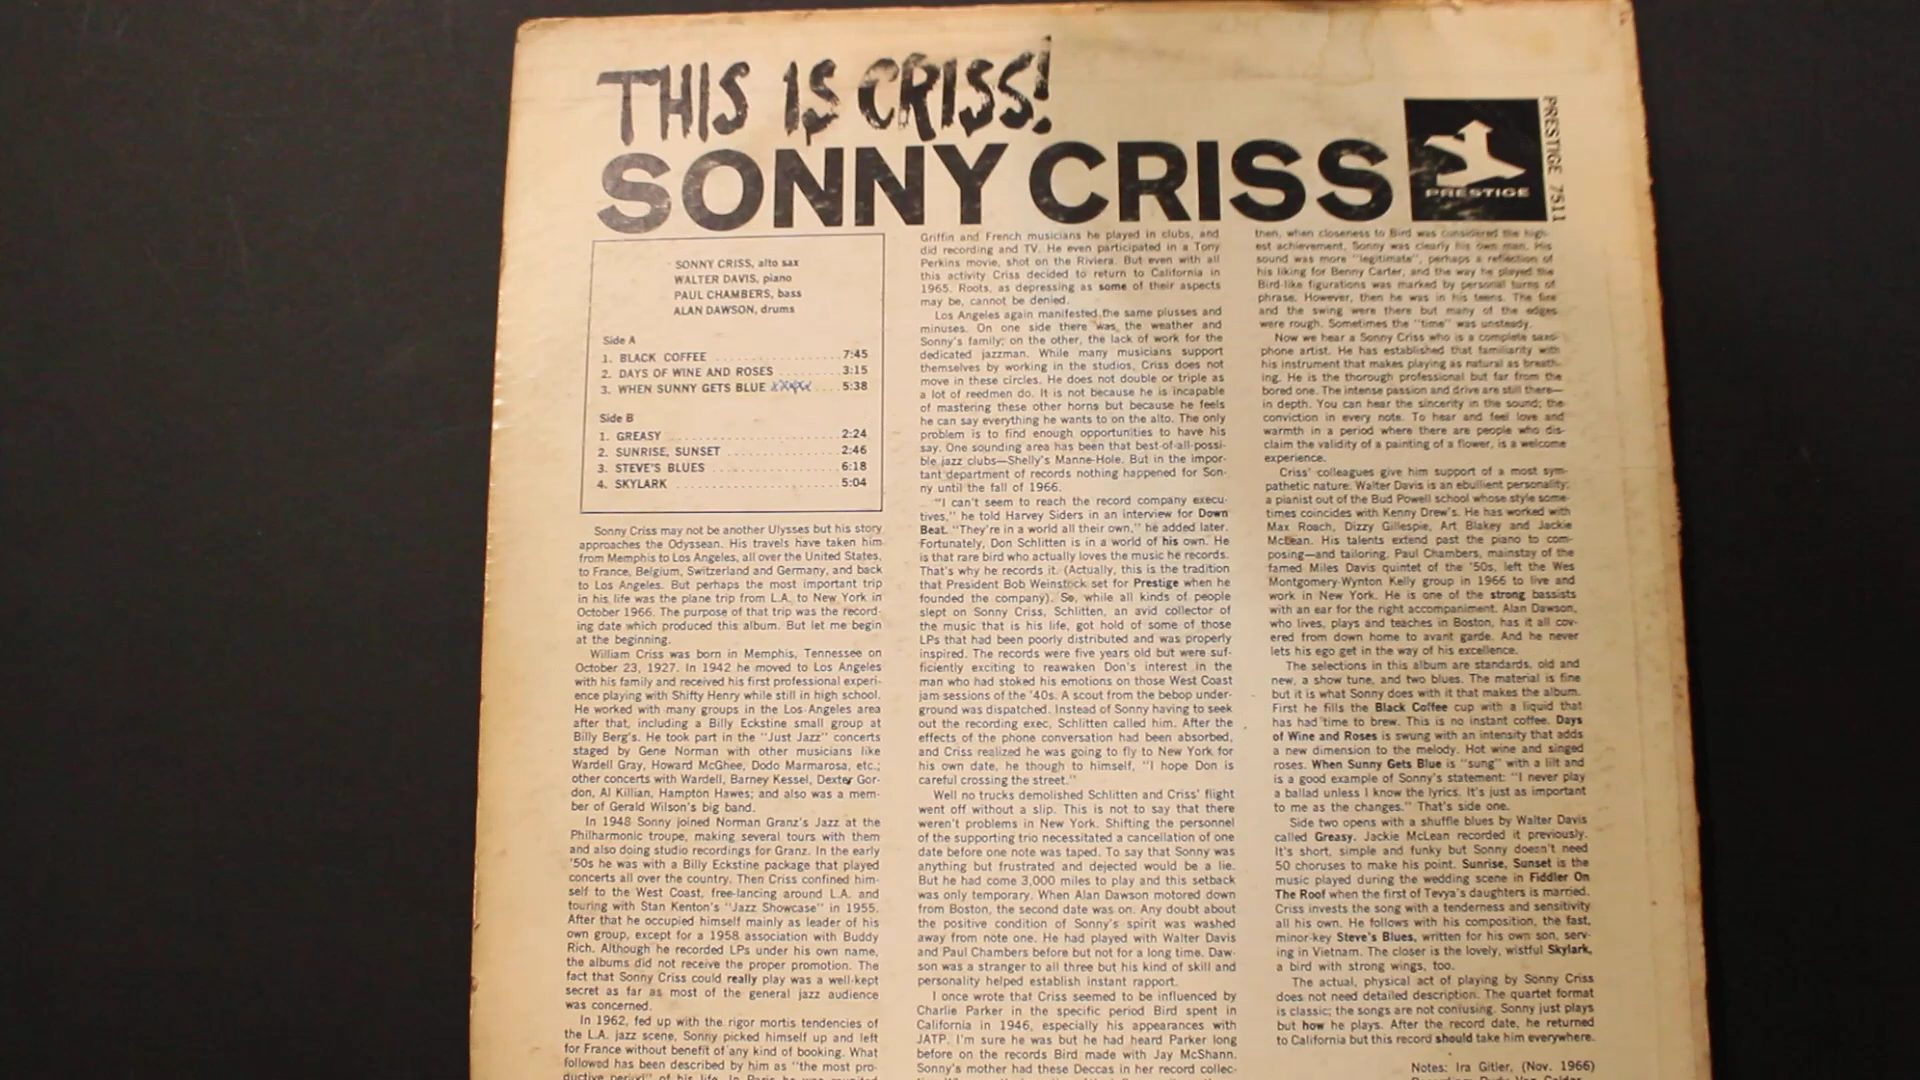 THIS IS CRISS!
SONNY CRISS
PRESTIGE
PRESTIGE 7511
SONNY CRISS, alto sax
WALTER DAVIS, piano
PAUL CHAMBERS, bass
ALAN DAWSON, drums
Side A
1. BLACK COFFEE . . . . . . . . . . . . . . . . 7:45
2. DAYS OF WINE AND ROSES . . . . . . . . 3:15
3. WHEN SUNNY GETS BLUE . . . . 5:38
Side B
1. GREASY . . . . . . . . . . . . . . . . . . . . . . 2:24
2. SUNRISE, SUNSET . . . . . . . . . . . . . . . 2:46
3. STEVE'S BLUES . . . . . . . . . . . . . . . . 6:18
4. SKYLARK . . . . . . . . . . . . . . . . . . . . . 5:04
Sonny Criss may not be another Ulysses but his story
approaches the Odyssean. His travels have taken him
from Memphis to Los Angeles, all over the United States,
to France, Belgium, Switzerland and Germany, and back
to Los Angeles. But perhaps the most important trip
in his life was the plane trip from L.A. to New York in
October 1966. The purpose of that trip was the record-
ing date which produced this album. But let me begin
at the beginning.
William Criss was born in Memphis, Tennessee on
October 23, 1927. In 1942 he moved to Los Angeles
with his family and received his first professional experi-
ence playing with Shifty Henry while still in high school.
He worked with many groups in the Los Angeles area
after that, including a Billy Eckstine small group at
Billy Berg's. He took part in the "Just Jazz" concerts
staged by Gene Norman with other musicians like
Wardell Gray, Howard McGhee, Dodo Marmarosa, etc.;
other concerts with Wardell, Barney Kessel, Dexter Gor-
don, Al Killian, Hampton Hawes; and also was a mem-
ber of Gerald Wilson's big band.
In 1948 Sonny joined Norman Granz's Jazz at the
Philharmonic troupe, making several tours with them
and also doing studio recordings for Granz. In the early
'50s he was with a Billy Eckstine package that played
concerts all over the country. Then Criss confined him-
self to the West Coast, free-lancing around L.A. and
touring with Stan Kenton's "Jazz Showcase" in 1955.
After that he occupied himself mainly as leader of his
own group, except for a 1958 association with Buddy
Rich. Although he recorded LPs under his own name,
the albums did not receive the proper promotion. The
fact that Sonny Criss could really play was a well-kept
secret as far as most of the general jazz audience
was concerned.
In 1962, fed up with the rigor mortis tendencies of
the L.A. jazz scene, Sonny picked himself up and left
for France without benefit of any kind of booking. What
followed has been described by him as "the most pro-
ductive period" of his life. In Paris he was reunited
Griffin and French musicians he played in clubs, and
did recording and TV. He even participated in a Tony
Perkins movie, shot on the Riviera. But even with all
this activity Criss decided to return to California in
1965. Roots, as depressing as some of their aspects
may be, cannot be denied.
Los Angeles again manifested the same plusses and
minuses. On one side there was the weather and
Sonny's family; on the other, the lack of work for the
dedicated jazzman. While many musicians support
themselves by working in the studios, Criss does not
move in these circles. He does not double or triple as
a lot of reedmen do. It is not because he is incapable
of mastering these other horns but because he feels
he can say everything he wants to on the alto. The only
problem is to find enough opportunities to have his
say. One sounding area has been that best-of-all-possi-
ble jazz clubs—Shelly's Manne-Hole. But in the impor-
tant department of records nothing happened for Son-
ny until the fall of 1966.
"I can't seem to reach the record company execu-
tives," he told Harvey Siders in an interview for Down
Beat. "They're in a world all their own," he added later.
Fortunately, Don Schlitten is in a world of his own. He
is that rare bird who actually loves the music he records.
That's why he records it. (Actually, this is the tradition
that President Bob Weinstock set for Prestige when he
founded the company). So, while all kinds of people
slept on Sonny Criss, Schlitten, an avid collector of
the music that is his life, got hold of some of those
LPs that had been poorly distributed and was properly
inspired. The records were five years old but were suf-
ficiently exciting to reawaken Don's interest in the
man who had stoked his emotions on those West Coast
jam sessions of the '40s. A scout from the bebop under-
ground was dispatched. Instead of Sonny having to seek
out the recording exec, Schlitten called him. After the
effects of the phone conversation had been absorbed,
and Criss realized he was going to fly to New York for
his own date, he though to himself, "I hope Don is
careful crossing the street."
Well no trucks demolished Schlitten and Criss' flight
went off without a slip. This is not to say that there
weren't problems in New York. Shifting the personnel
of the supporting trio necessitated a cancellation of one
date before one note was taped. To say that Sonny was
anything but frustrated and dejected would be a lie.
But he had come 3,000 miles to play and this setback
was only temporary. When Alan Dawson motored down
from Boston, the second date was on. Any doubt about
the positive condition of Sonny's spirit was washed
away from note one. He had played with Walter Davis
and Paul Chambers before but not for a long time. Daw-
son was a stranger to all three but his kind of skill and
personality helped establish instant rapport.
I once wrote that Criss seemed to be influenced by
Charlie Parker in the specific period Bird spent in
California in 1946, especially his appearances with
JATP. I'm sure he was but he had heard Parker long
before on the records Bird made with Jay McShann.
Sonny's mother had these Deccas in her record collec-
then, when closeness to Bird was considered the high-
est achievement, Sonny was clearly his own man. His
sound was more "legitimate", perhaps a reflection of
his liking for Benny Carter, and the way he played the
Bird-like figurations was marked by personal turns of
phrase. However, then he was in his teens. The fire
and the swing were there but many of the edges
were rough. Sometimes the "time" was unsteady.
Now we hear a Sonny Criss who is a complete saxo-
phone artist. He has established that familiarity with
his instrument that makes playing as natural as breath-
ing. He is the thorough professional but far from the
bored one. The intense passion and drive are still there—
in depth. You can hear the sincerity in the sound; the
conviction in every note. To hear and feel love and
warmth in a period where there are people who dis-
claim the validity of a painting of a flower, is a welcome
experience.
Criss' colleagues give him support of a most sym-
pathetic nature. Walter Davis is an ebullient personality;
a pianist out of the Bud Powell school whose style some-
times coincides with Kenny Drew's. He has worked with
Max Roach, Dizzy Gillespie, Art Blakey and Jackie
McLean. His talents extend past the piano to com-
posing—and tailoring. Paul Chambers, mainstay of the
famed Miles Davis quintet of the '50s, left the Wes
Montgomery-Wynton Kelly group in 1966 to live and
work in New York. He is one of the strong bassists
with an ear for the right accompaniment. Alan Dawson,
who lives, plays and teaches in Boston, has it all cov-
ered from down home to avant garde. And he never
lets his ego get in the way of his excellence.
The selections in this album are standards, old and
new, a show tune, and two blues. The material is fine
but it is what Sonny does with it that makes the album.
First he fills the Black Coffee cup with a liquid that
has had time to brew. This is no instant coffee. Days
of Wine and Roses is swung with an intensity that adds
a new dimension to the melody. Hot wine and singed
roses. When Sunny Gets Blue is "sung" with a lilt and
is a good example of Sonny's statement: "I never play
a ballad unless I know the lyrics. It's just as important
to me as the changes." That's side one.
Side two opens with a shuffle blues by Walter Davis
called Greasy. Jackie McLean recorded it previously.
It's short, simple and funky but Sonny doesn't need
50 choruses to make his point. Sunrise, Sunset is the
music played during the wedding scene in Fiddler On
The Roof when the first of Tevya's daughters is married.
Criss invests the song with a tenderness and sensitivity
all his own. He follows with his composition, the fast,
minor-key Steve's Blues, written for his own son, serv-
ing in Vietnam. The closer is the lovely, wistful Skylark,
a bird with strong wings, too.
The actual, physical act of playing by Sonny Criss
does not need detailed description. The quartet format
is classic; the songs are not confusing. Sonny just plays
but how he plays. After the record date, he returned
to California but this record should take him everywhere.
Notes: Ira Gitler, (Nov. 1966)